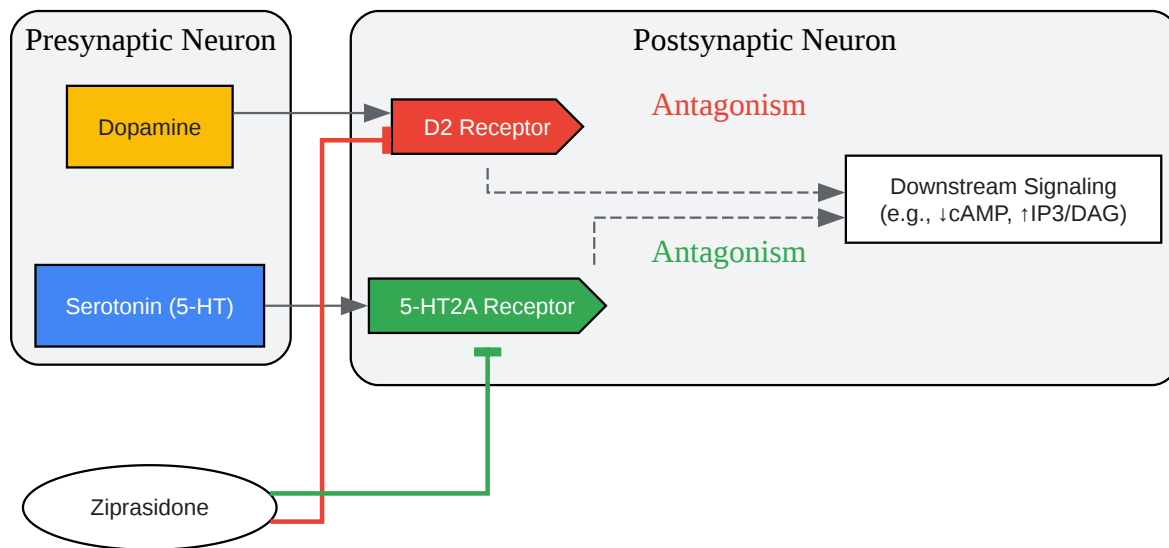 Presynaptic Neuron
Postsynaptic Neuron
Dopamine
D2 Receptor
Antagonism
Downstream Signaling
(e.g., ↓cAMP, ↑IP3/DAG)
Antagonism
Serotonin (5-HT)
5-HT2A Receptor
Ziprasidone